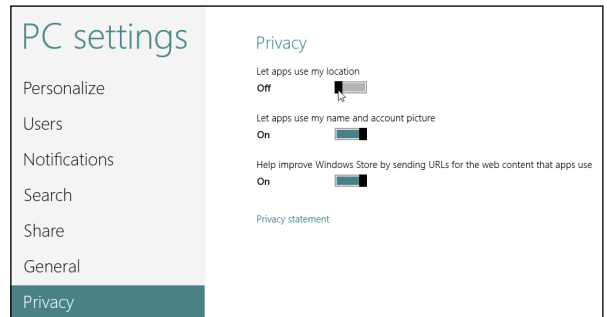 PC settings
Personalize
Users
Notifications
Search
Share
General
Privacy
Privacy
Let apps use my location
Off
Let apps use my name and account picture
On
Help improve Windows Store by sending URLs for the web content that apps use
On
Privacy statement